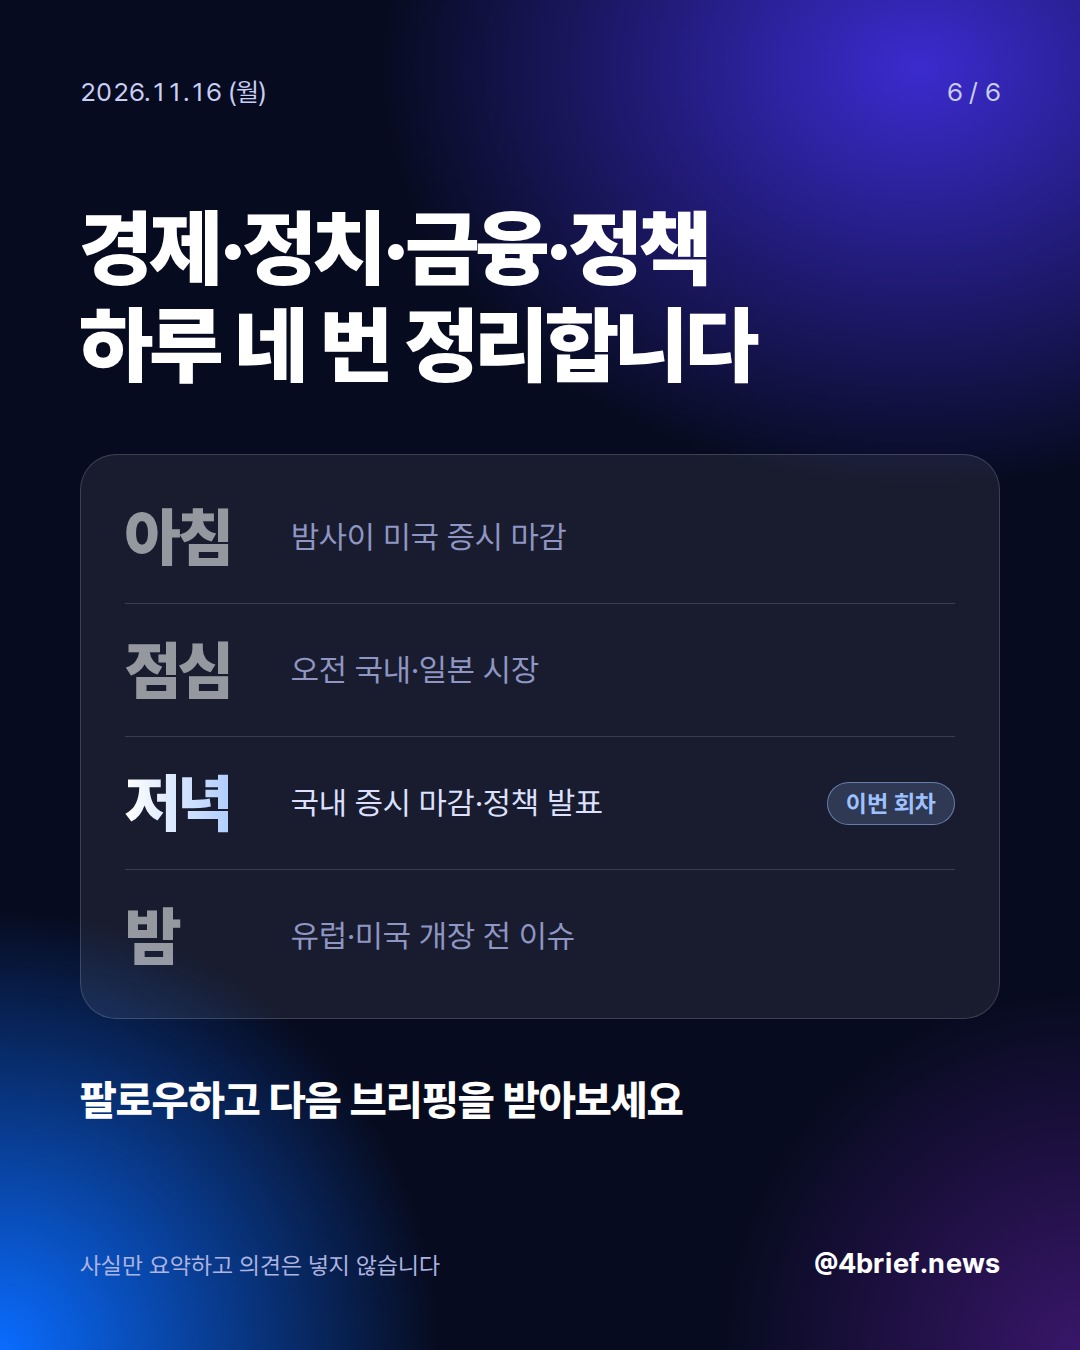 2026.11.16 (월)
6 / 6
경제·정치·금융·정책
하루 네 번 정리합니다
아침
밤사이 미국 증시 마감
점심
오전 국내·일본 시장
저녁
국내 증시 마감·정책 발표
이번 회차
밤
유럽·미국 개장 전 이슈
팔로우하고 다음 브리핑을 받아보세요
사실만 요약하고 의견은 넣지 않습니다
@4brief.news